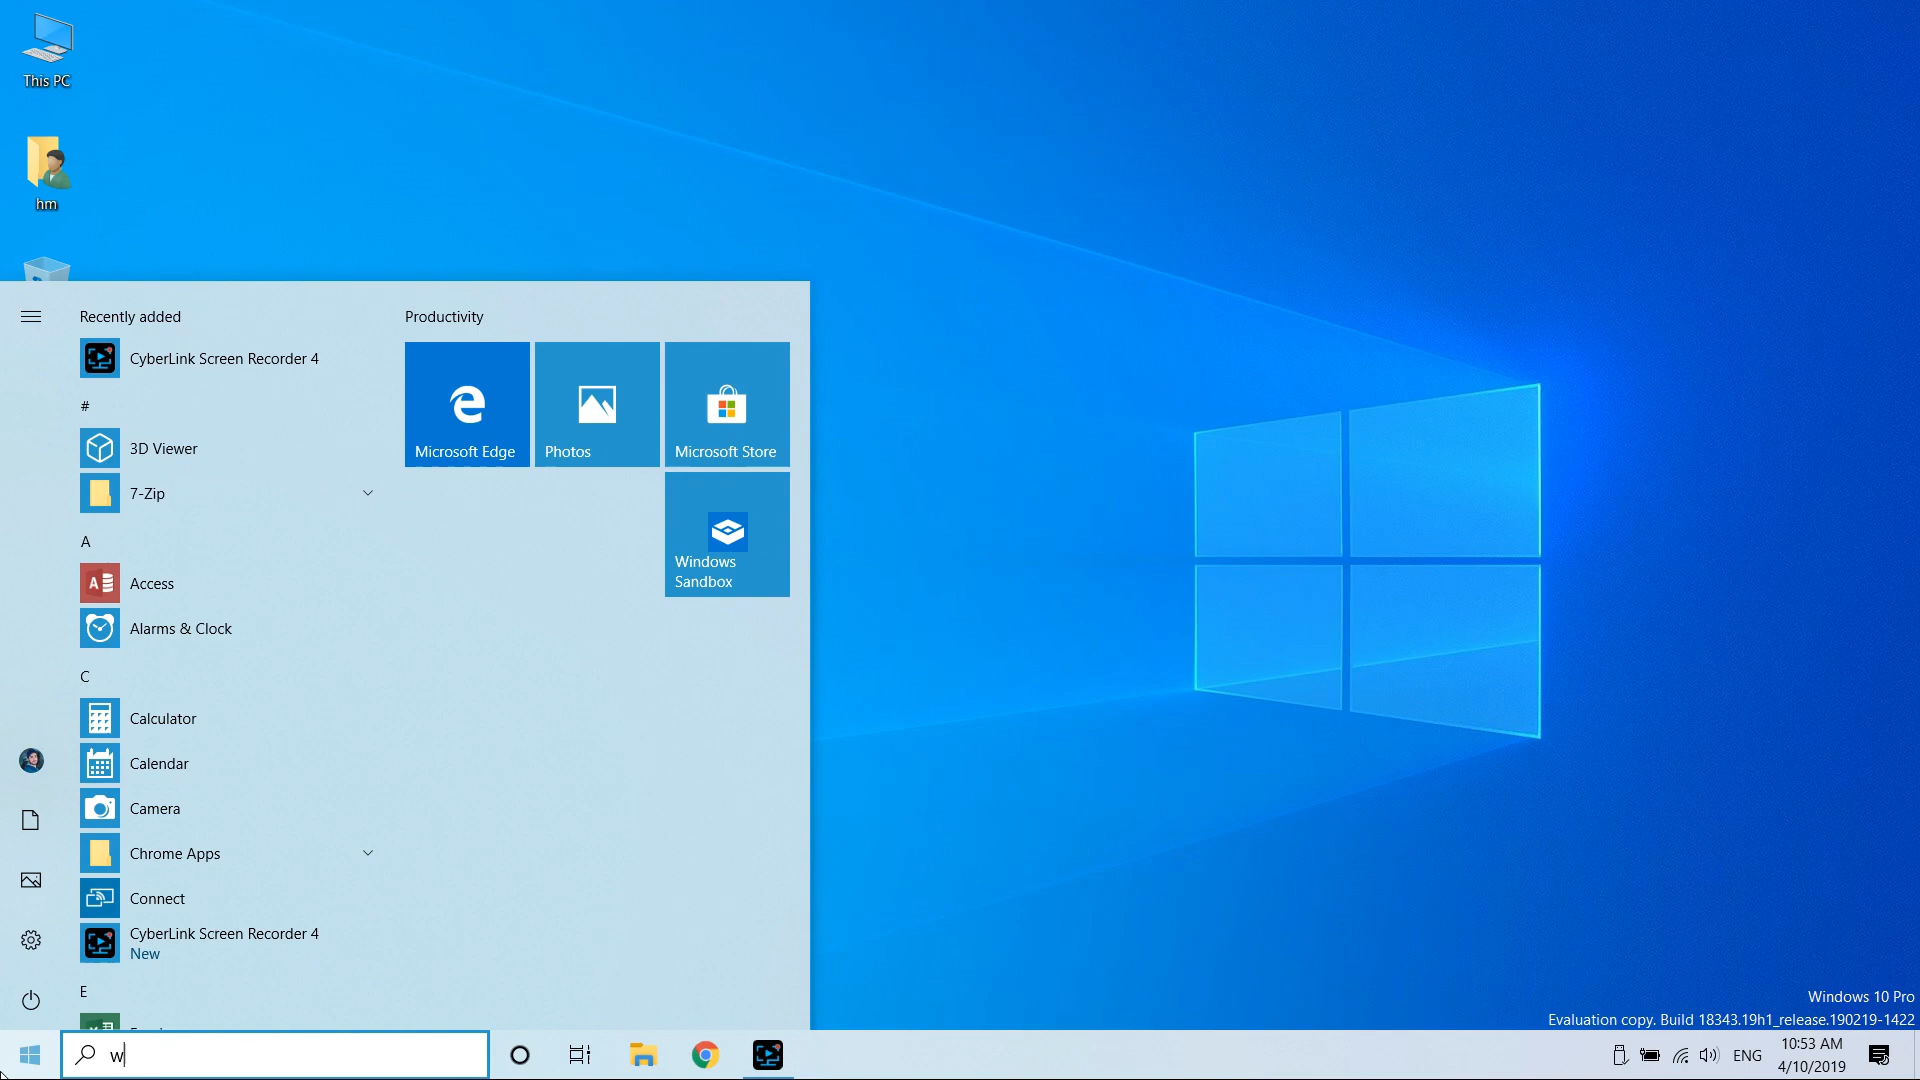 This PC
hm
Recently added
CyberLink Screen Recorder 4
#
3D Viewer
7-Zip
A
Access
Alarms & Clock
C
Calculator
Calendar
Camera
Chrome Apps
Connect
CyberLink Screen Recorder 4
New
E
Productivity
Microsoft Edge
Photos
Microsoft Store
Windows
Sandbox
Windows 10 Pro
Evaluation copy. Build 18343.19h1_release.190219-1422
w
ENG
10:53 AM
4/10/2019